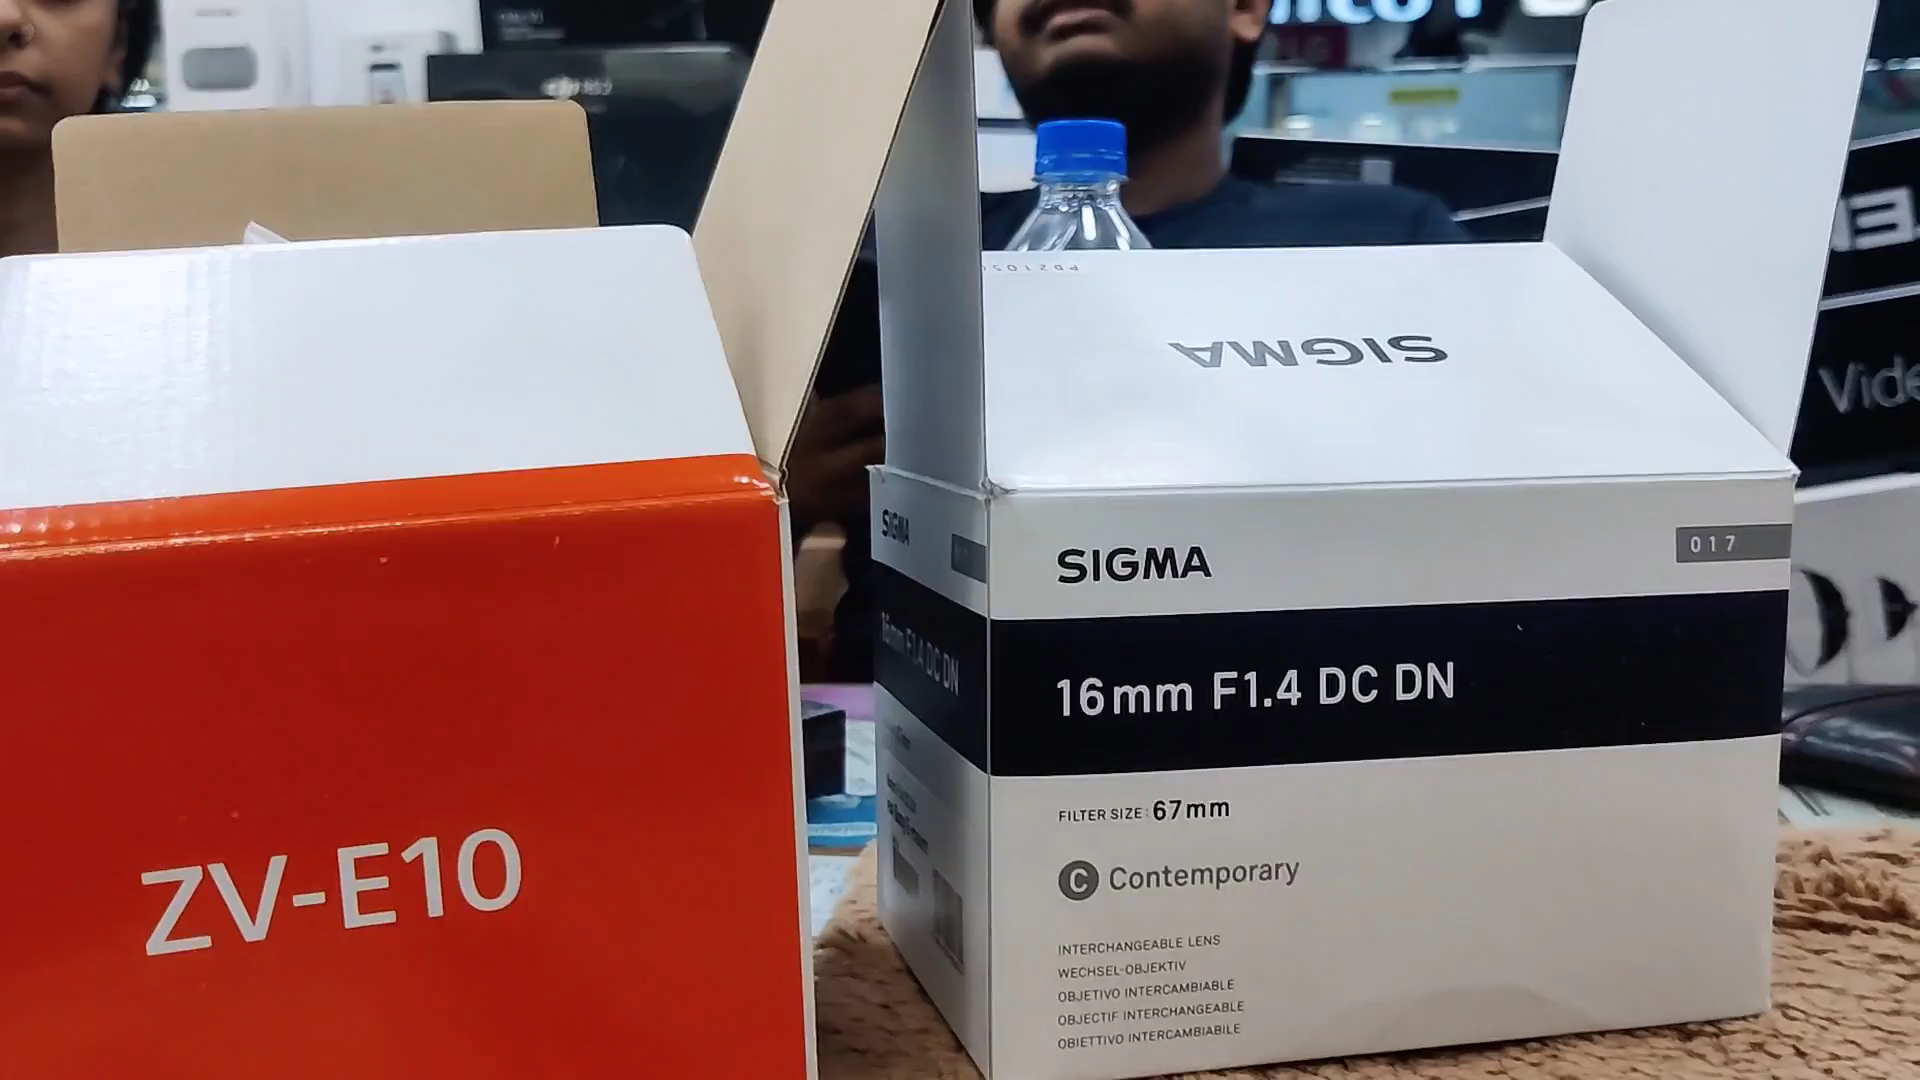 ZV-E10
SIGMA
SIGMA
017
16mm F1.4 DC DN
FILTER SIZE: 67mm
C Contemporary
INTERCHANGEABLE LENS
WECHSEL-OBJEKTIV
OBJETIVO INTERCAMBIABLE
OBJECTIF INTERCHANGEABLE
OBIETTIVO INTERCAMBIABILE
SIGMA
16mm F1.4 DC DN